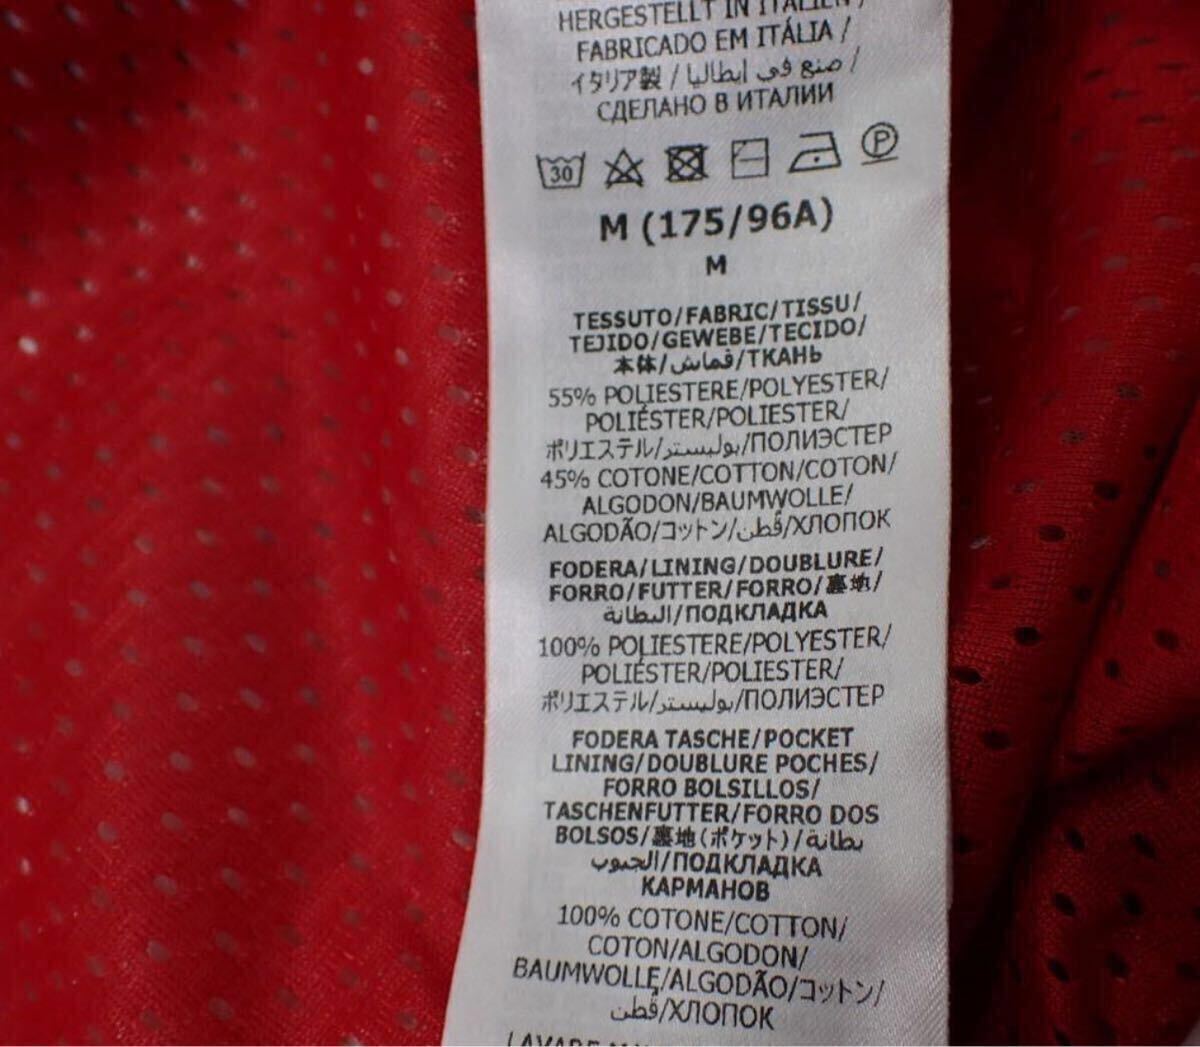 HERGESTELLT IN ITALIEN /
FABRICADO EM ITÁLIA /
イタリア製 / صنع في ايطاليا /
СДЕЛАНО В ИТАЛИИ
30 P
M (175/96A)
M
TESSUTO/FABRIC/TISSU/
TEJIDO/GEWEBE/TECIDO/
本体/قماش/ТКАНЬ
55% POLIESTERE/POLYESTER/
POLIÉSTER/POLIESTER/
ポリエステル/بوليستر/ПОЛИЭСТЕР
45% COTONE/COTTON/COTON/
ALGODON/BAUMWOLLE/
ALGODÃO/コットン/قُطن/ХЛОПОК
FODERA/LINING/DOUBLURE/
FORRO/FUTTER/FORRO/裏地/
البطانة/ПОДКЛАДКА
100% POLIESTERE/POLYESTER/
POLIÉSTER/POLIESTER/
ポリエステル/بوليستر/ПОЛИЭСТЕР
FODERA TASCHE/POCKET
LINING/DOUBLURE POCHES/
FORRO BOLSILLOS/
TASCHENFUTTER/FORRO DOS
BOLSOS/裏地(ポケット)/بطانة
الجيوب/ПОДКЛАДКА
КАРМАНОВ
100% COTONE/COTTON/
COTON/ALGODON/
BAUMWOLLE/ALGODÃO/コットン/
قُطن/ХЛОПОК
LAVARE